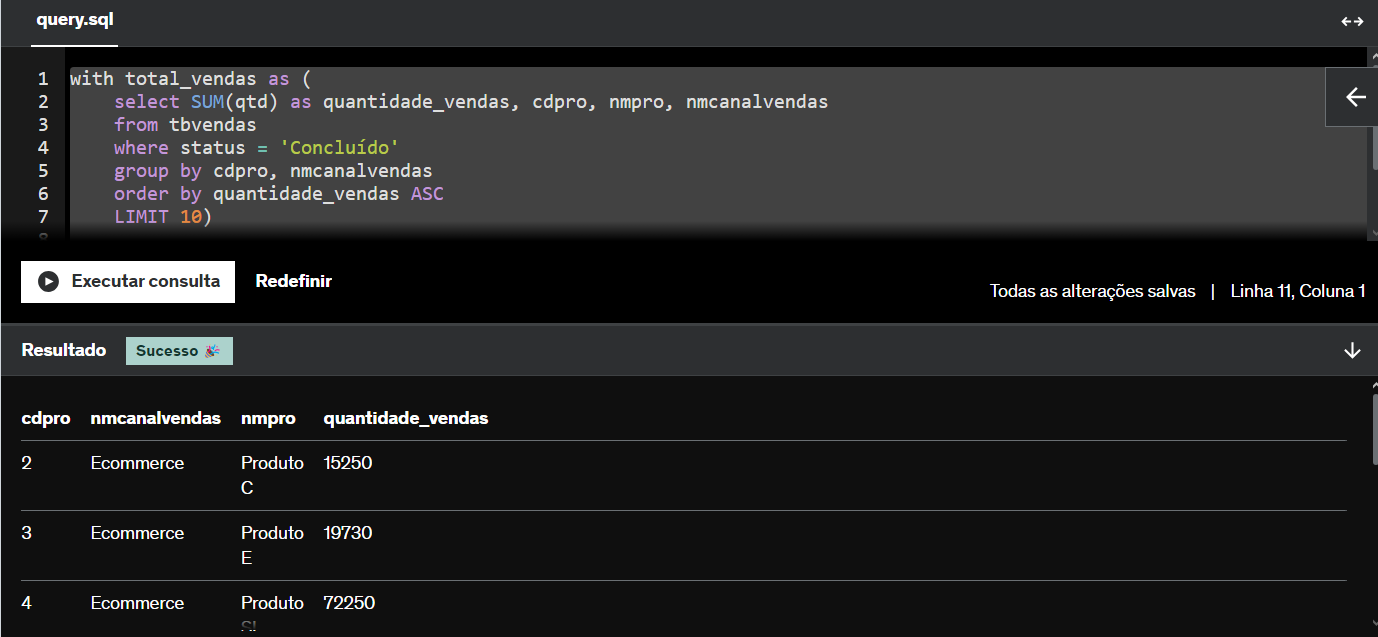 query.sql
1 with total_vendas as (
2 select SUM(qtd) as quantidade_vendas, cdpro, nmpro, nmcanalvendas
3 from tbvendas
4 where status = 'Concluído'
5 group by cdpro, nmcanalvendas
6 order by quantidade_vendas ASC
7 LIMIT 10)
8
Executar consulta Redefinir
Todas as alterações salvas | Linha 11, Coluna 1
Resultado Sucesso 🎉
cdpro nmcanalvendas nmpro quantidade_vendas
2 Ecommerce Produto 15250
C
3 Ecommerce Produto 19730
E
4 Ecommerce Produto 72250